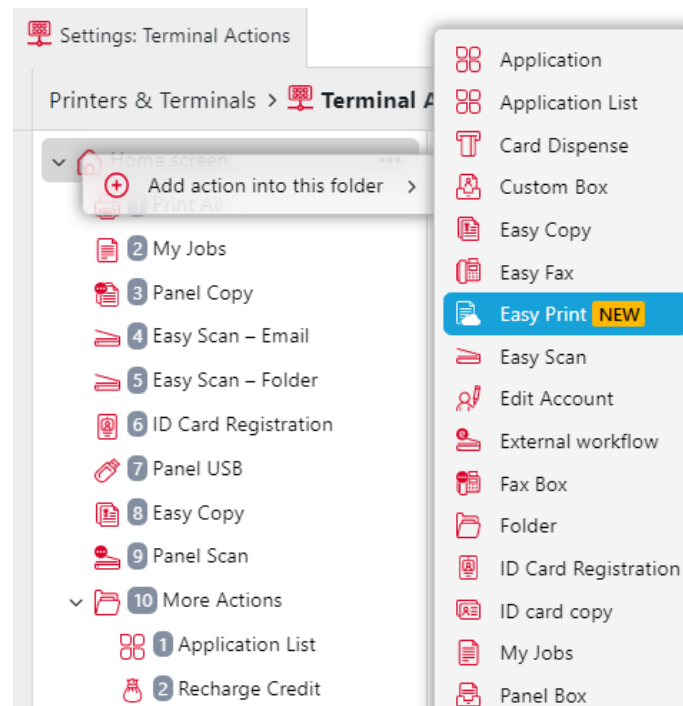 Settings: Terminal Actions
Printers & Terminals > Terminal A
Home screen
Add action into this folder
1 Print All
2 My Jobs
3 Panel Copy
4 Easy Scan – Email
5 Easy Scan – Folder
6 ID Card Registration
7 Panel USB
8 Easy Copy
9 Panel Scan
10 More Actions
1 Application List
2 Recharge Credit
Application
Application List
Card Dispense
Custom Box
Easy Copy
Easy Fax
Easy Print NEW
Easy Scan
Edit Account
External workflow
Fax Box
Folder
ID Card Registration
ID card copy
My Jobs
Panel Box